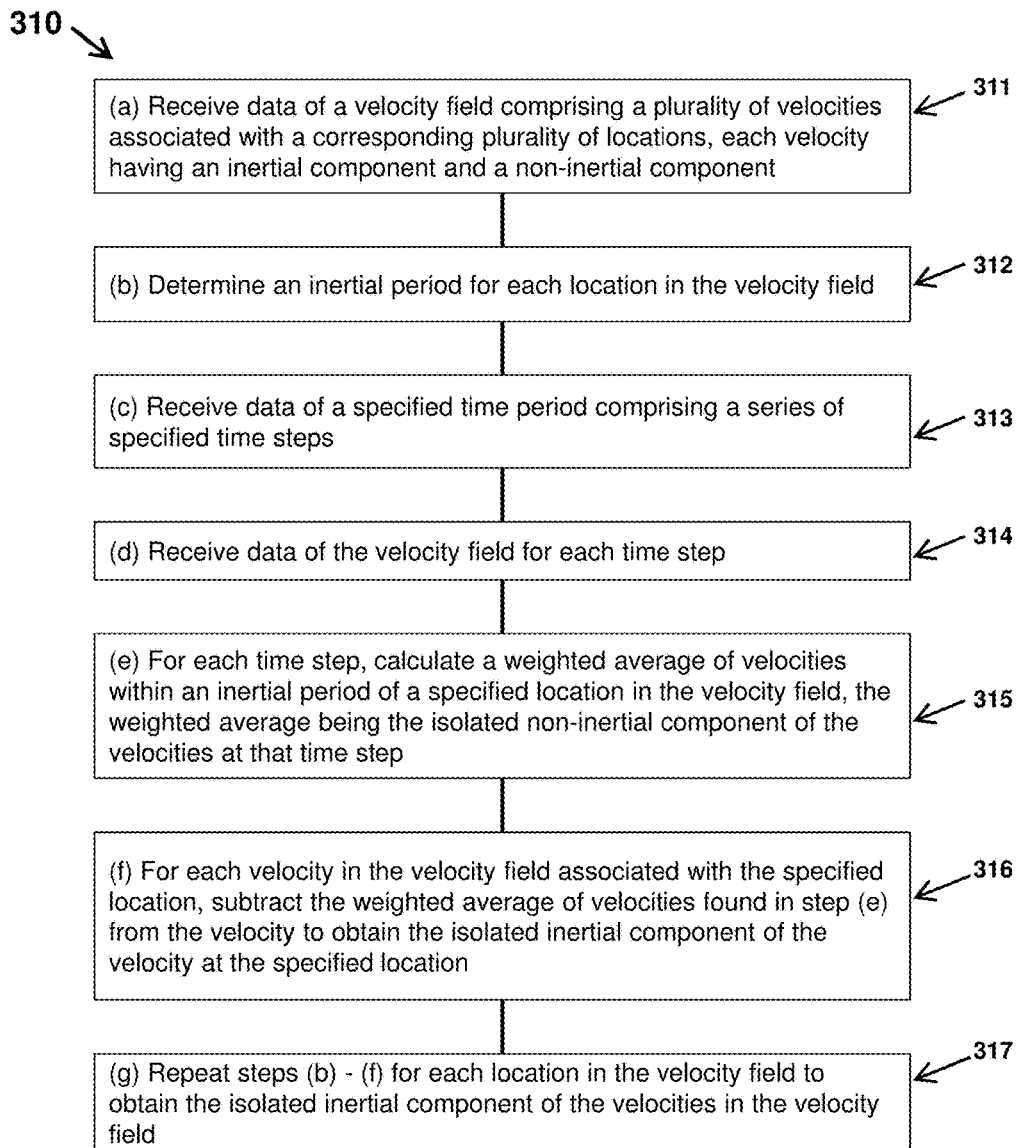 310
(a) Receive data of a velocity field comprising a plurality of velocities
associated with a corresponding plurality of locations, each velocity
having an inertial component and a non-inertial component
311
(b) Determine an inertial period for each location in the velocity field
312
(c) Receive data of a specified time period comprising a series of
specified time steps
313
(d) Receive data of the velocity field for each time step
314
(e) For each time step, calculate a weighted average of velocities
within an inertial period of a specified location in the velocity field, the
weighted average being the isolated non-inertial component of the
velocities at that time step
315
(f) For each velocity in the velocity field associated with the specified
location, subtract the weighted average of velocities found in step (e)
from the velocity to obtain the isolated inertial component of the
velocity at the specified location
316
(g) Repeat steps (b) - (f) for each location in the velocity field to
obtain the isolated inertial component of the velocities in the velocity
field
317